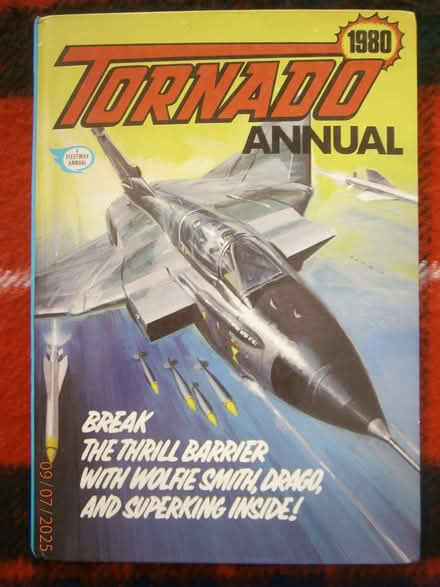 1980
TORNADO
ANNUAL
A
FLEETWAY
ANNUAL
BREAK
THE THRILL BARRIER
WITH WOLFIE SMITH, DRAGO,
AND SUPERKING INSIDE!
09/07/2025